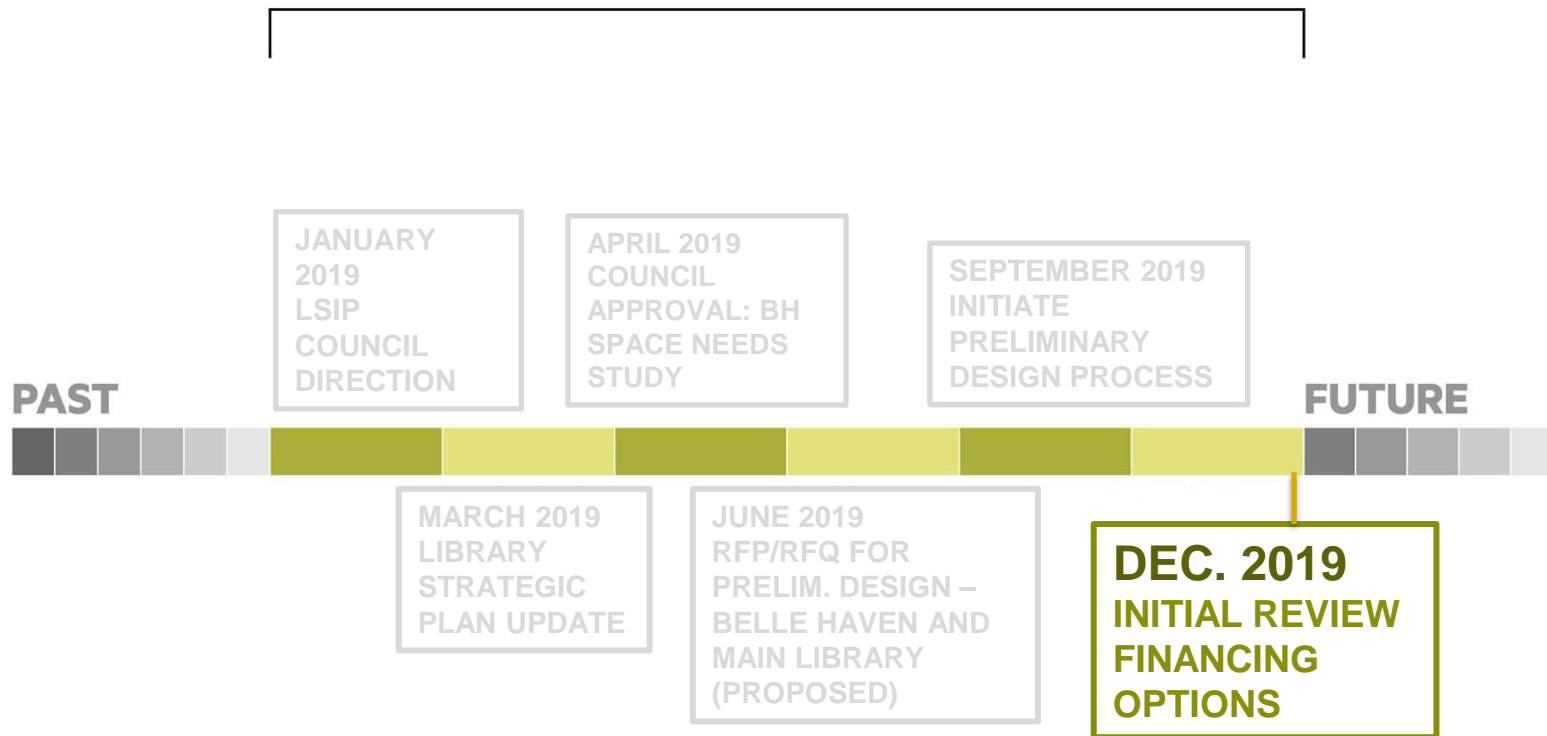 JANUARY
2019
LSIP
COUNCIL
DIRECTION
APRIL 2019
COUNCIL
APPROVAL: BH
SPACE NEEDS
STUDY
SEPTEMBER 2019
INITIATE
PRELIMINARY
DESIGN PROCESS
PAST
FUTURE
MARCH 2019
LIBRARY
STRATEGIC
PLAN UPDATE
JUNE 2019
RFP/RFQ FOR
PRELIM. DESIGN –
BELLE HAVEN AND
MAIN LIBRARY
(PROPOSED)
DEC. 2019
INITIAL REVIEW
FINANCING
OPTIONS